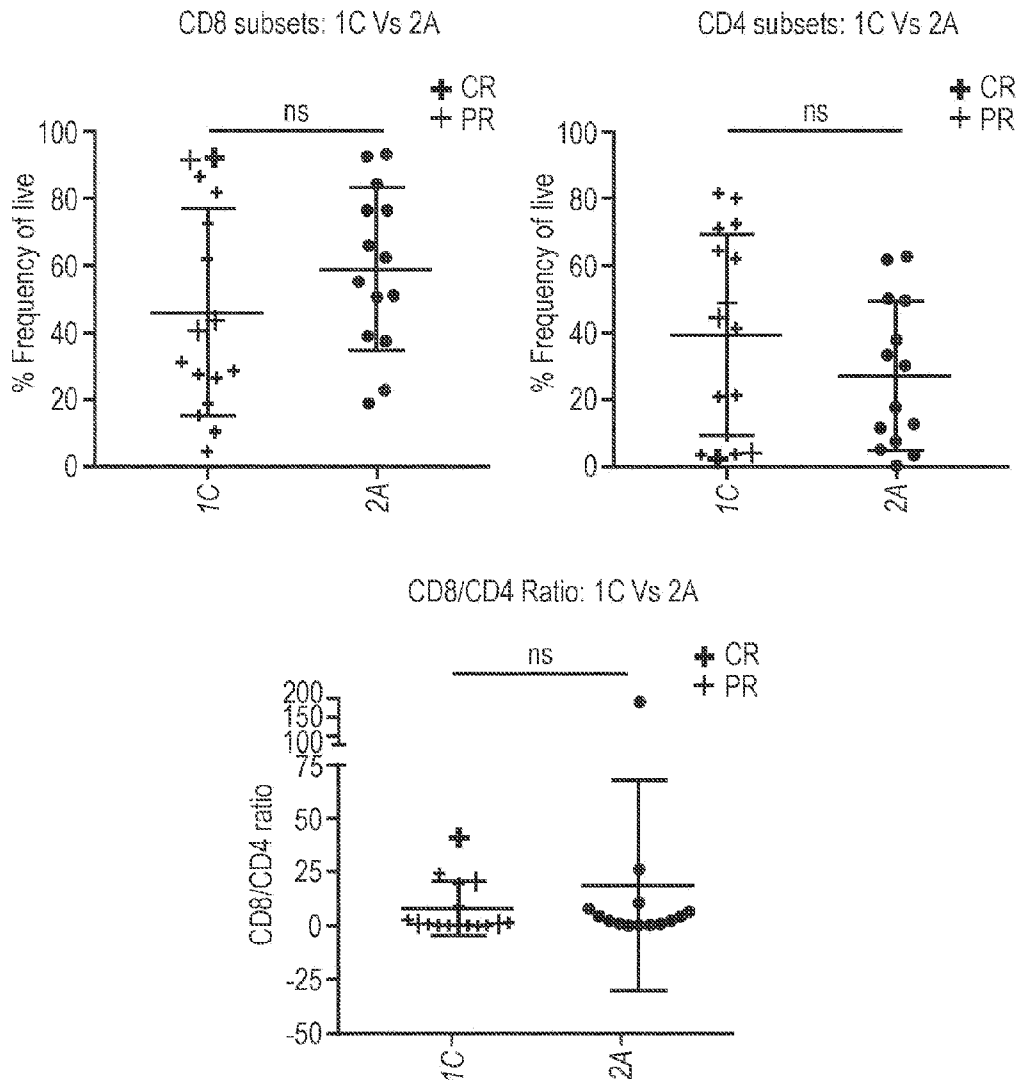 CD8 subsets: 1C Vs 2A
CR
PR
ns
% Frequency of live
100
80
60
40
20
0
1C
2A
CD4 subsets: 1C Vs 2A
CR
PR
ns
% Frequency of live
100
80
60
40
20
0
1C
2A
CD8/CD4 Ratio: 1C Vs 2A
CR
PR
ns
CD8/CD4 ratio
200
150
100
75
50
25
0
-25
-50
1C
2A